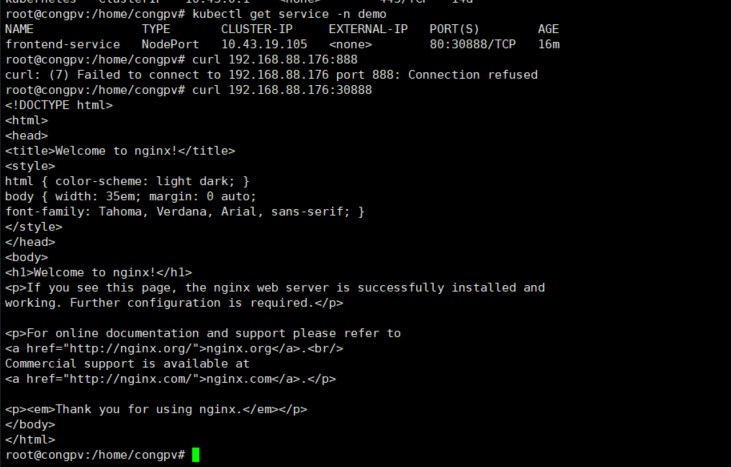 root@congpv:/home/congpv# kubectl get service -n demo
NAME TYPE CLUSTER-IP EXTERNAL-IP PORT(S) AGE
frontend-service NodePort 10.43.19.105 <none> 80:30888/TCP 16m
root@congpv:/home/congpv# curl 192.168.88.176:888
curl: (7) Failed to connect to 192.168.88.176 port 888: Connection refused
root@congpv:/home/congpv# curl 192.168.88.176:30888
<!DOCTYPE html>
<html>
<head>
<title>Welcome to nginx!</title>
<style>
html { color-scheme: light dark; }
body { width: 35em; margin: 0 auto;
font-family: Tahoma, Verdana, Arial, sans-serif; }
</style>
</head>
<body>
<h1>Welcome to nginx!</h1>
<p>If you see this page, the nginx web server is successfully installed and
working. Further configuration is required.</p>

<p>For online documentation and support please refer to
<a href="http://nginx.org/">nginx.org</a>.<br/>
Commercial support is available at
<a href="http://nginx.com/">nginx.com</a>.</p>

<p><em>Thank you for using nginx.</em></p>
</body>
</html>
root@congpv:/home/congpv#